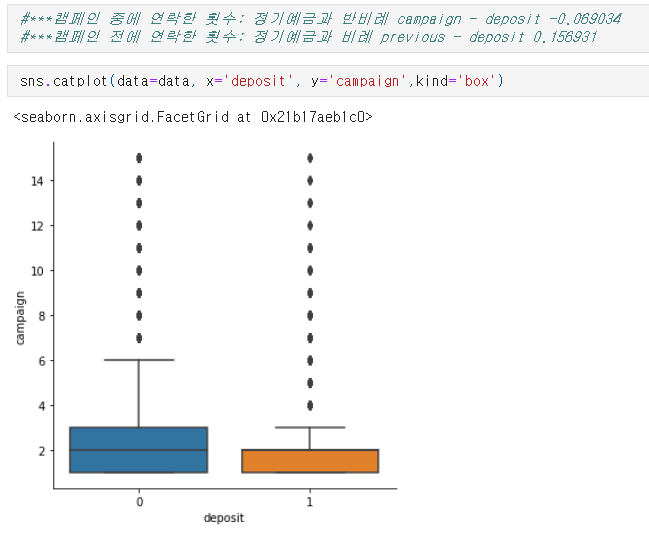 #***캠페인 중에 연락한 횟수: 정기예금과 반비례 campaign - deposit -0.069034
#***캠페인 전에 연락한 횟수: 정기예금과 비례 previous - deposit 0.156931
sns.catplot(data=data, x='deposit', y='campaign',kind='box')
<seaborn.axisgrid.FacetGrid at 0x21b17aeb1c0>
14
12
10
8
6
4
2
campaign
0 1
deposit